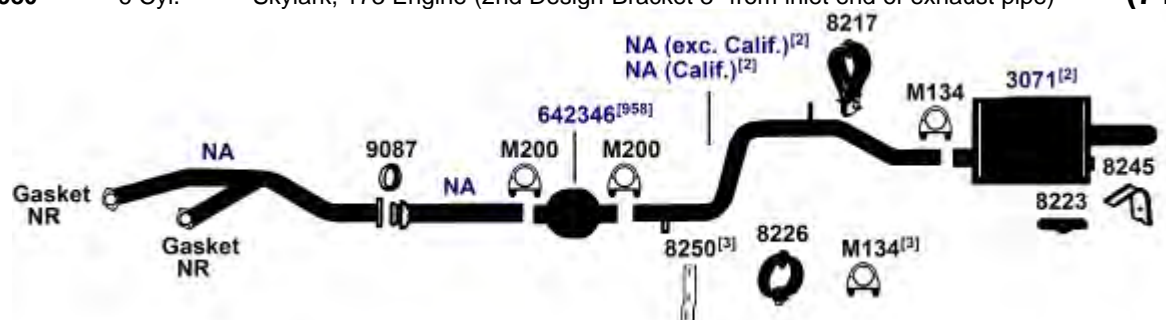 6 Cyl. Skylark, 173 Engine (2nd Design-Bracket 8" from inlet end of exhaust pipe)
8217
NA (exc. Calif.)[2]
NA (Calif.)[2]
3071[2]
M134
642346[958]
NA
9087
M200
M200
NA
8245
Gasket
NR
8223
Gasket
NR
8250[3]
8226
M134[3]